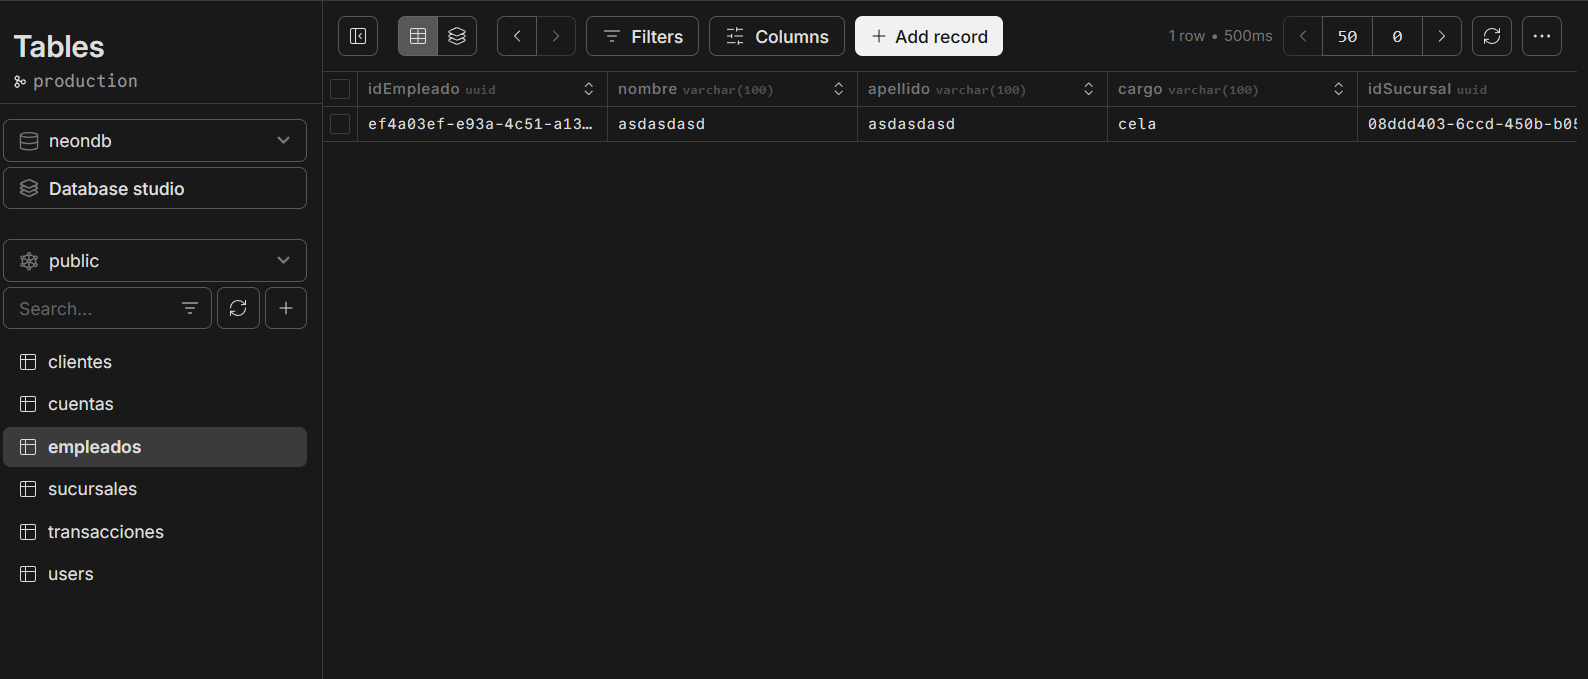 Tables
production
neondb
Database studio
public
Search...
clientes
cuentas
empleados
sucursales
transacciones
users
Filters
Columns
Add record
1 row • 500ms
50
0
idEmpleado uuid
nombre varchar(100)
apellido varchar(100)
cargo varchar(100)
idSucursal uuid
ef4a03ef-e93a-4c51-a13…
asdasdasd
asdasdasd
cela
08ddd403-6ccd-450b-b05